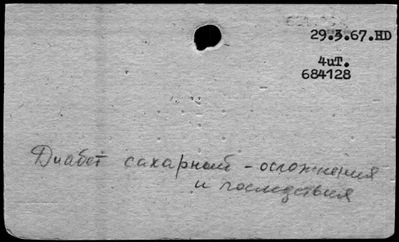 29.3.67.HD
4uT.
684128
Диабет сахарный - осложнения
и последствия